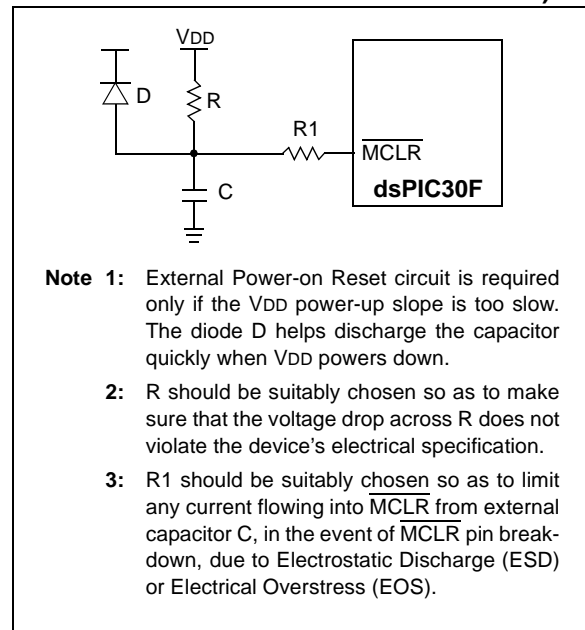 VDD
D
R
R1
MCLR
C
dsPIC30F
Note 1: External Power-on Reset circuit is required
only if the VDD power-up slope is too slow.
The diode D helps discharge the capacitor
quickly when VDD powers down.
2: R should be suitably chosen so as to make
sure that the voltage drop across R does not
violate the device's electrical specification.
3: R1 should be suitably chosen so as to limit
any current flowing into MCLR from external
capacitor C, in the event of MCLR pin break-
down, due to Electrostatic Discharge (ESD)
or Electrical Overstress (EOS).